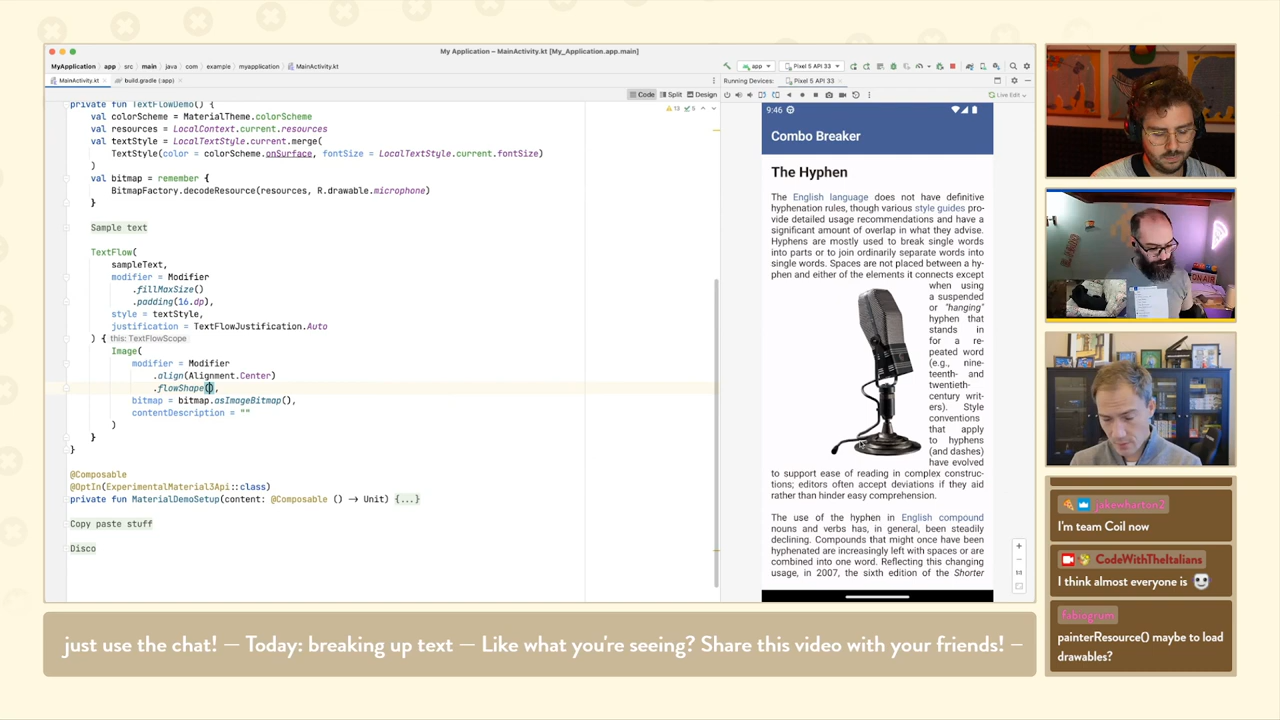 My Application – MainActivity.kt [My_Application.app.main]
MyApplication app src main java com example myapplication MainActivity.kt
app
Pixel 5 API 33
MainActivity.kt
build.gradle (:app)
Running Devices:
Pixel 5 API 33
Code
Split
Design
Live Edit
private fun TextFlowDemo() {
13
5
val colorScheme = MaterialTheme.colorScheme
val resources = LocalContext.current.resources
val textStyle = LocalTextStyle.current.merge(
TextStyle(color = colorScheme.onSurface, fontSize = LocalTextStyle.current.fontSize)
)
val bitmap = remember {
BitmapFactory.decodeResource(resources, R.drawable.microphone)
}
Sample text
TextFlow(
sampleText,
modifier = Modifier
.fillMaxSize()
.padding(16.dp),
style = textStyle,
justification = TextFlowJustification.Auto
) { this: TextFlowScope
Image(
modifier = Modifier
.align(Alignment.Center)
.flowShape(),
bitmap = bitmap.asImageBitmap(),
contentDescription = ""
)
}
}
@Composable
@OptIn(ExperimentalMaterial3Api::class)
private fun MaterialDemoSetup(content: @Composable () -> Unit) {...}
Copy paste stuff
Disco
9:46
Combo Breaker
The Hyphen
The English language does not have definitive
hyphenation rules, though various style guides pro-
vide detailed usage recommendations and have a
significant amount of overlap in what they advise.
Hyphens are mostly used to break single words
into parts or to join ordinarily separate words into
single words. Spaces are not placed between a hy-
phen and either of the elements it connects except
when using
a suspended
or "hanging"
hyphen that
stands in
for a re-
peated word
(e.g., nine-
teenth- and
twentieth-
century writ-
ers). Style
conventions
that apply
to hyphens
(and dashes)
have evolved
to support ease of reading in complex construc-
tions; editors often accept deviations if they aid
rather than hinder easy comprehension.
The use of the hyphen in English compound
nouns and verbs has, in general, been steadily
declining. Compounds that might once have been
hyphenated are increasingly left with spaces or are
combined into one word. Reflecting this changing
usage, in 2007, the sixth edition of the Shorter
1:1
ON AIR
jakewharton2
I'm team Coil now
CodeWithTheItalians
I think almost everyone is
fabiogrum
painterResource() maybe to load
drawables?
just use the chat! — Today: breaking up text — Like what you're seeing? Share this video with your friends! —